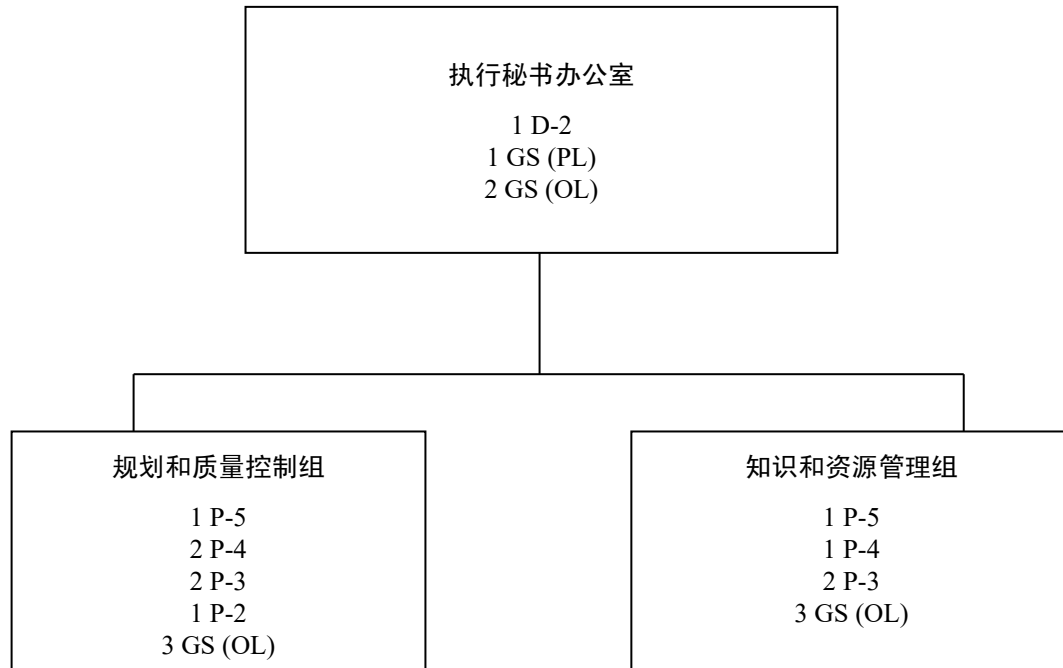 执行秘书办公室
1 D-2
1 GS (PL)
2 GS (OL)
规划和质量控制组
1 P-5
2 P-4
2 P-3
1 P-2
3 GS (OL)
知识和资源管理组
1 P-5
1 P-4
2 P-3
3 GS (OL)